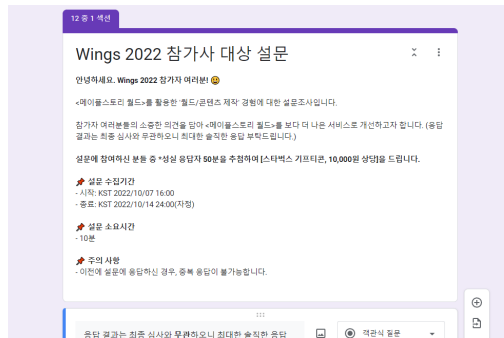 12 중 1 섹션
Wings 2022 참가사 대상 설문
안녕하세요. Wings 2022 참가자 여러분! 😀
<메이플스토리 월드>를 활용한 '월드/콘텐츠 제작' 경험에 대한 설문조사입니다.
참가자 여러분들의 소중한 의견을 담아 <메이플스토리 월드>를 보다 더 나은 서비스로 개선하고자 합니다. (응답
결과는 최종 심사와 무관하오니 최대한 솔직한 응답 부탁드립니다.)
설문에 참여하신 분들 중 *성실 응답자 50분을 추첨하여 [스타벅스 기프티콘, 10,000원 상당]을 드립니다.
📌 설문 수집기간
- 시작: KST 2022/10/07 16:00
- 종료: KST 2022/10/14 24:00(자정)
📌 설문 소요시간
- 10분
📌 주의 사항
- 이전에 설문에 응답하신 경우, 중복 응답이 불가능합니다.
응답 결과는 최종 심사와 무관하오니 최대한 솔직한 응답
객관식 질문